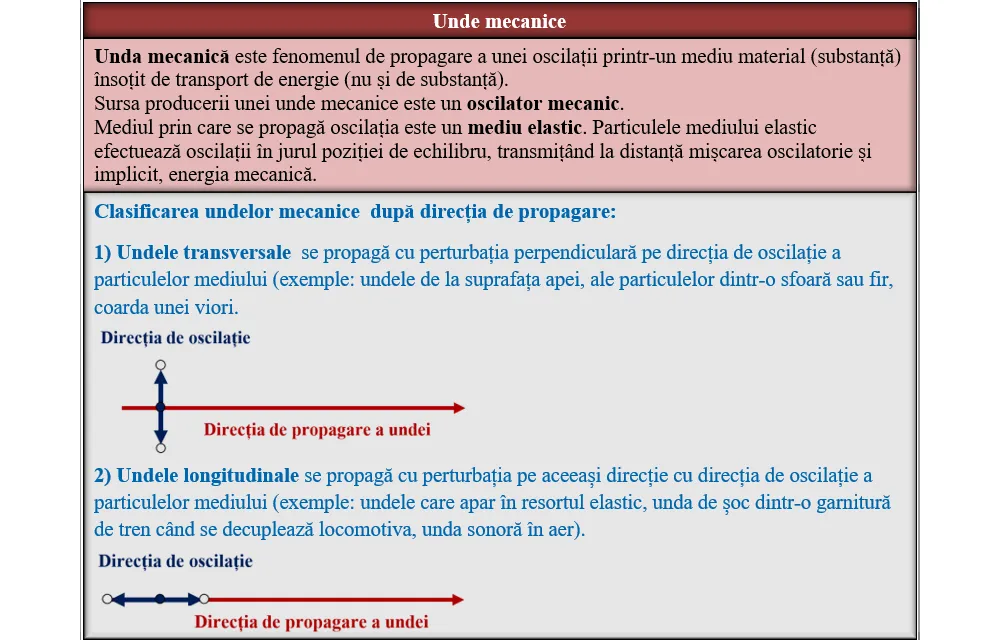 Unde mecanice
Unda mecanică este fenomenul de propagare a unei oscilații printr-un mediu material (substanță)
însoțit de transport de energie (nu și de substanță).
Sursa producerii unei unde mecanice este un oscilator mecanic.
Mediul prin care se propagă oscilația este un mediu elastic. Particulele mediului elastic
efectuează oscilații în jurul poziției de echilibru, transmițând la distanță mișcarea oscilatorie și
implicit, energia mecanică.
Clasificarea undelor mecanice  după direcția de propagare:
1) Undele transversale  se propagă cu perturbația perpendiculară pe direcția de oscilație a
particulelor mediului (exemple: undele de la suprafața apei, ale particulelor dintr-o sfoară sau fir,
coarda unei viori.
Direcția de oscilație
Direcția de propagare a undei
2) Undele longitudinale se propagă cu perturbația pe aceeași direcție cu direcția de oscilație a
particulelor mediului (exemple: undele care apar în resortul elastic, unda de șoc dintr-o garnitură
de tren când se decuplează locomotiva, unda sonoră în aer).
Direcția de oscilație
Direcția de propagare a undei